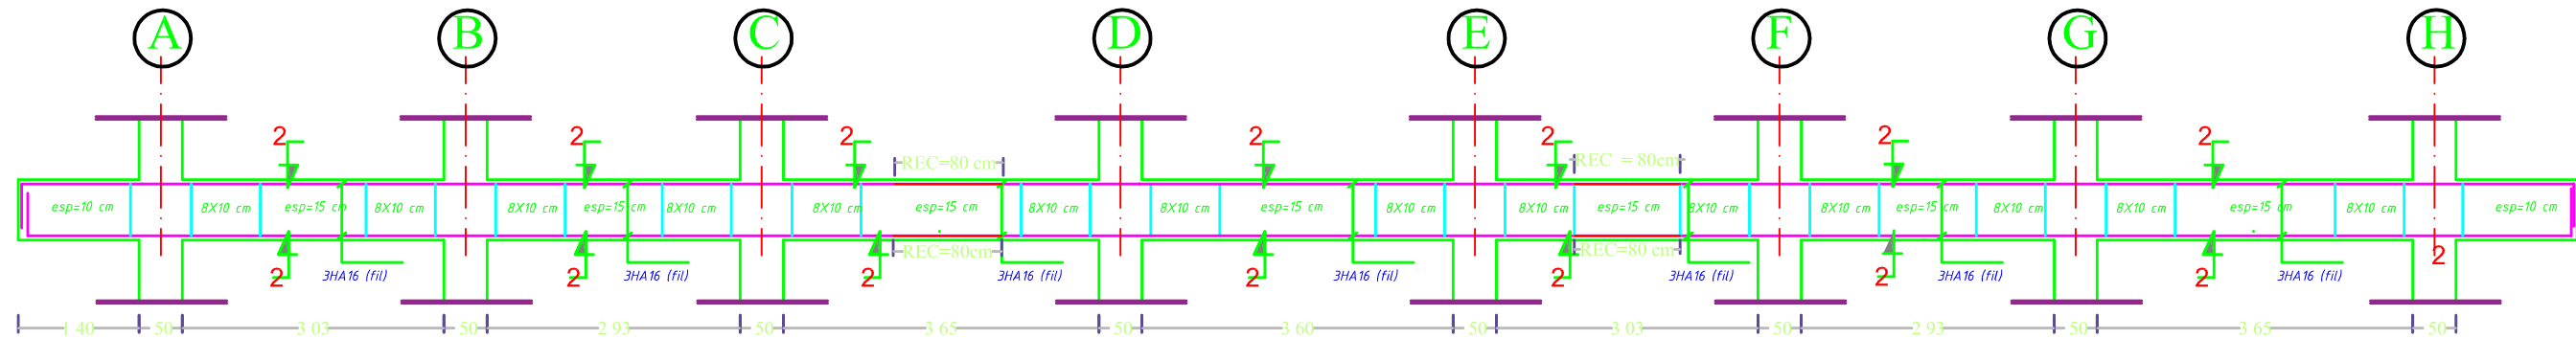 A B C D E F G H
2 2 2 2 2 2 2 2
REC=80 cm REC = 80cm
esp=10 cm 8X10 cm esp=15 cm 8X10 cm 8X10 cm esp=15 cm 8X10 cm 8X10 cm esp=15 cm 8X10 cm 8X10 cm esp=15 cm 8X10 cm 8X10 cm esp=15 cm 8X10 cm 8X10 cm esp=15 cm 8X10 cm 8X10 cm esp=15 cm 8X10 cm esp=10 cm
REC=80cm REC=80 cm 2
2 3HA16 (fil) 2 3HA16 (fil) 2 3HA16 (fil) 2 3HA16 (fil) 2 3HA16 (fil) 2 3HA16 (fil) 2 3HA16 (fil)
1 40 50 3 03 50 2 93 50 3 65 50 3 60 50 3 03 50 2 93 50 3 65 50